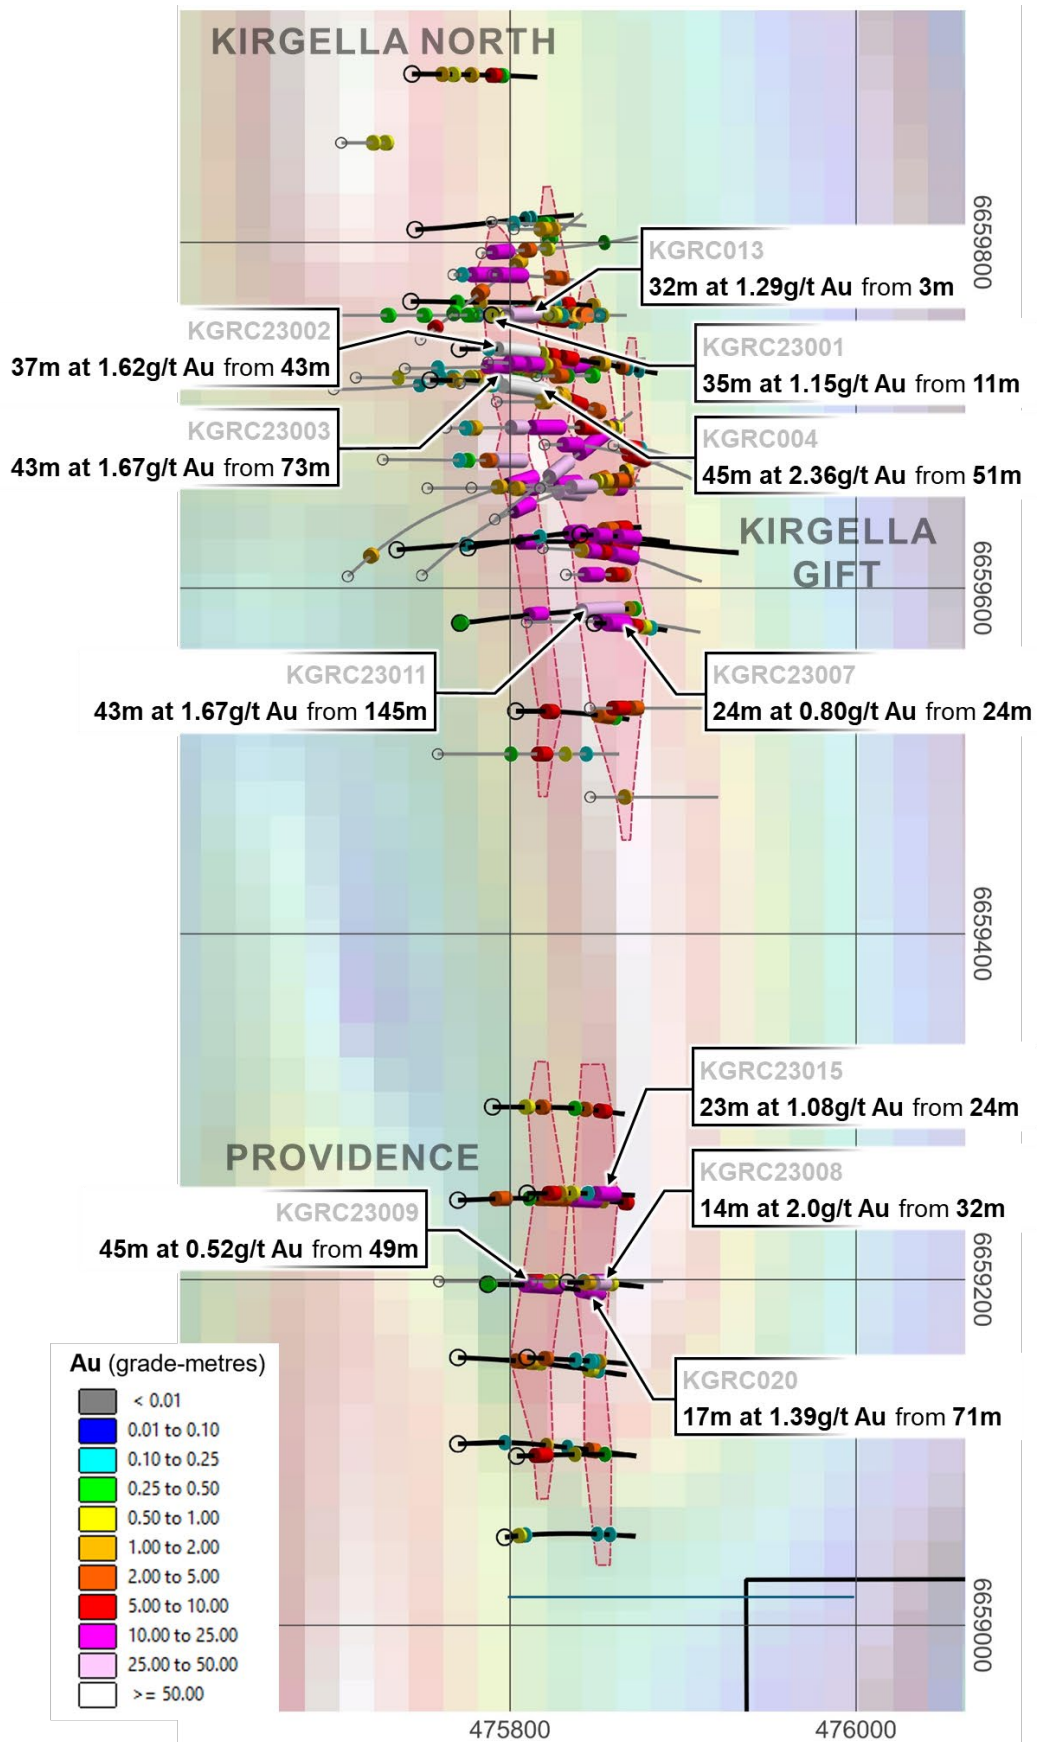 KIRGELLA NORTH
6659800
KGRC013
32m at 1.29g/t Au from 3m
KGRC23002
37m at 1.62g/t Au from 43m
KGRC23001
35m at 1.15g/t Au from 11m
KGRC23003
43m at 1.67g/t Au from 73m
KGRC004
45m at 2.36g/t Au from 51m
KIRGELLA
GIFT
6659600
KGRC23011
43m at 1.67g/t Au from 145m
KGRC23007
24m at 0.80g/t Au from 24m
6659400
KGRC23015
23m at 1.08g/t Au from 24m
PROVIDENCE
KGRC23008
14m at 2.0g/t Au from 32m
KGRC23009
45m at 0.52g/t Au from 49m
6659200
KGRC020
17m at 1.39g/t Au from 71m
Au (grade-metres)
< 0.01
0.01 to 0.10
0.10 to 0.25
0.25 to 0.50
0.50 to 1.00
1.00 to 2.00
2.00 to 5.00
5.00 to 10.00
10.00 to 25.00
25.00 to 50.00
>= 50.00
6659000
475800
476000